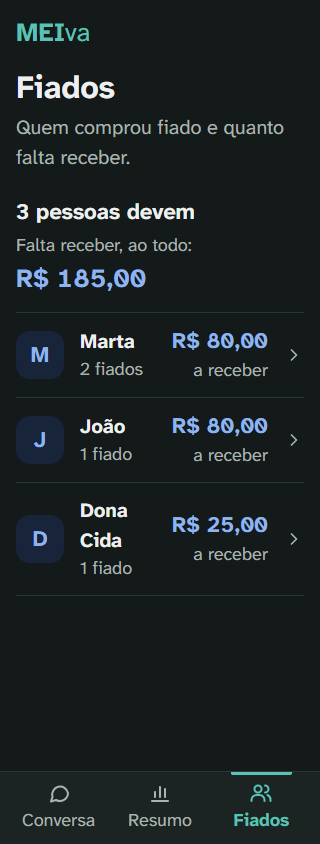 MEIva
Fiados
Quem comprou fiado e quanto
falta receber.
3 pessoas devem
Falta receber, ao todo:
R$ 185,00
M
Marta
2 fiados
R$ 80,00
a receber
J
João
1 fiado
R$ 80,00
a receber
D
Dona
Cida
1 fiado
R$ 25,00
a receber
Conversa
Resumo
Fiados